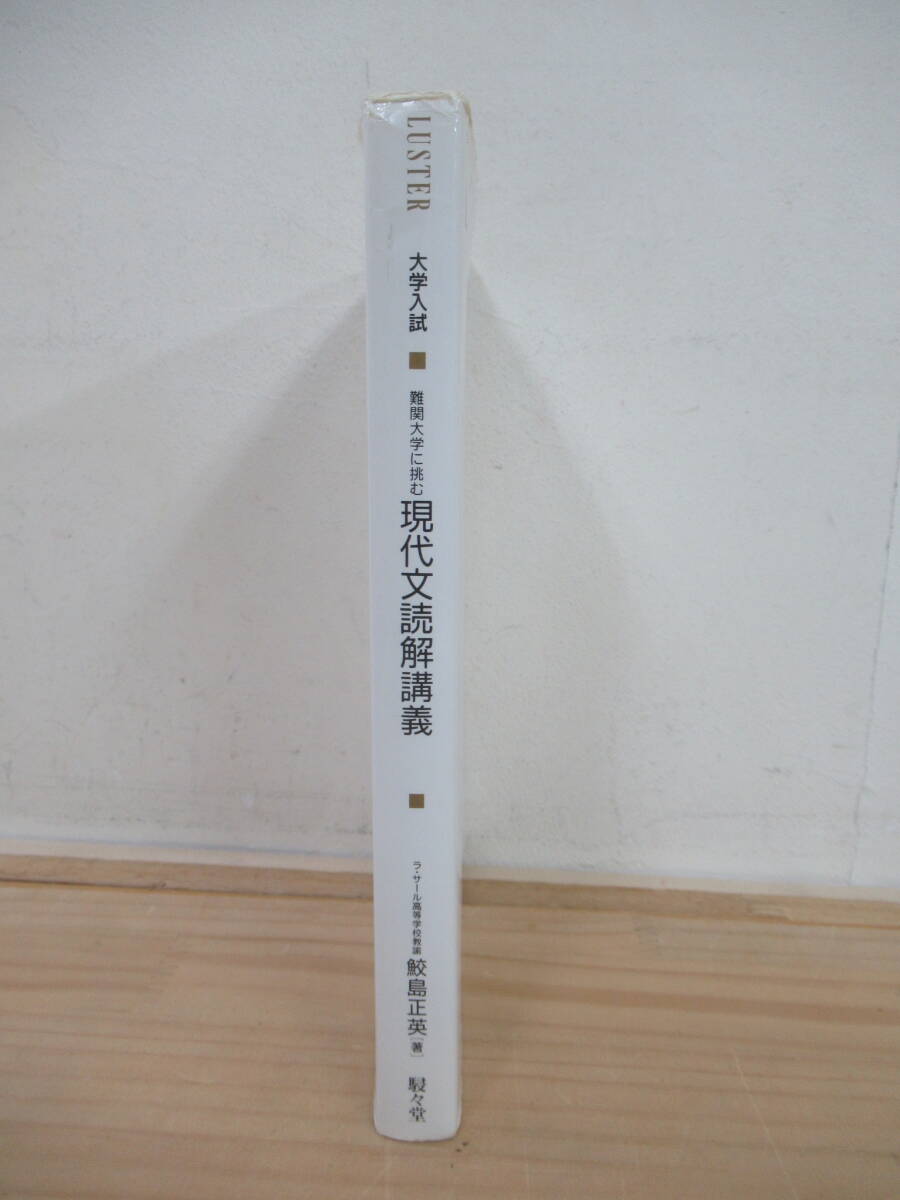 LUSTER
大学入試
難関大学に挑む
現代文読解講義
ラ・サール高等学校教諭
鮫島正英[著]
駸々堂